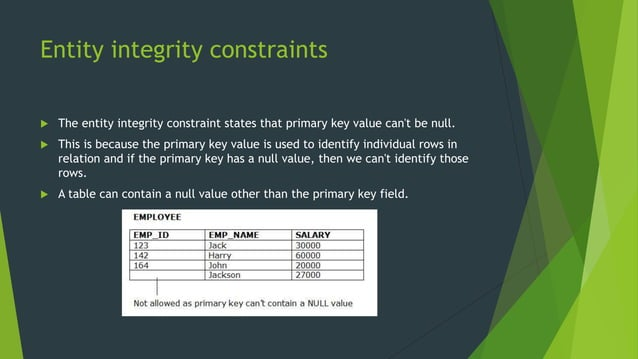 Entity integrity constraints
The entity integrity constraint states that primary key value can't be null.
This is because the primary key value is used to identify individual rows in
relation and if the primary key has a null value, then we can't identify those
rows.
A table can contain a null value other than the primary key field.
EMPLOYEE
EMP_ID EMP_NAME SALARY
123 Jack 30000
142 Harry 60000
164 John 20000
Jackson 27000
Not allowed as primary key can't contain a NULL value